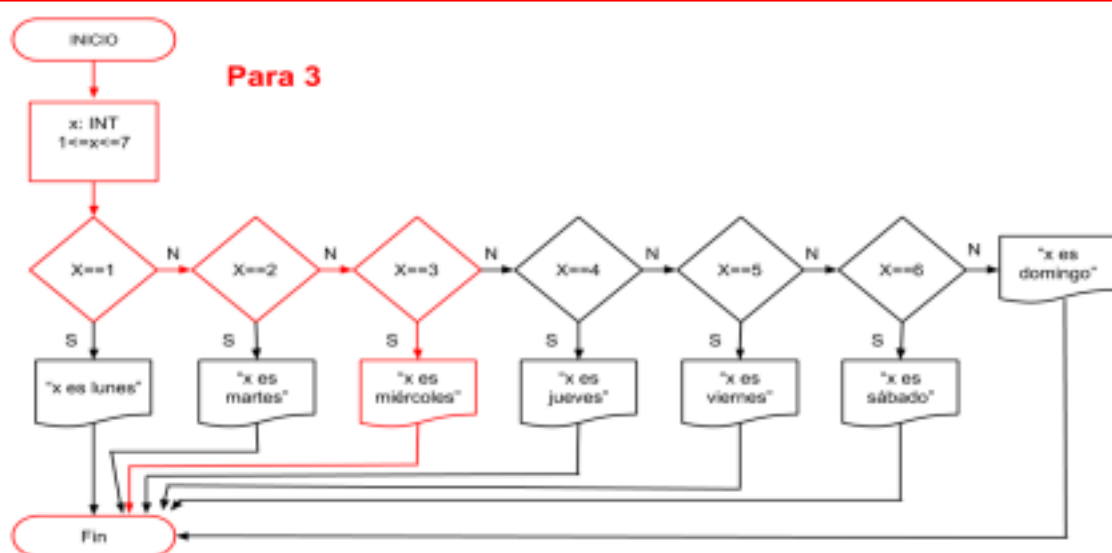 INICIO
Para 3
x: INT
1<=x<=7
X==1
N
X==2
N
X==3
N
X==4
N
X==5
N
X==6
N
"x es
domingo"
S
S
S
S
S
S
"x es lunes"
"x es
martes"
"x es
miércoles"
"x es
jueves"
"x es
viernes"
"x es
sábado"
Fin